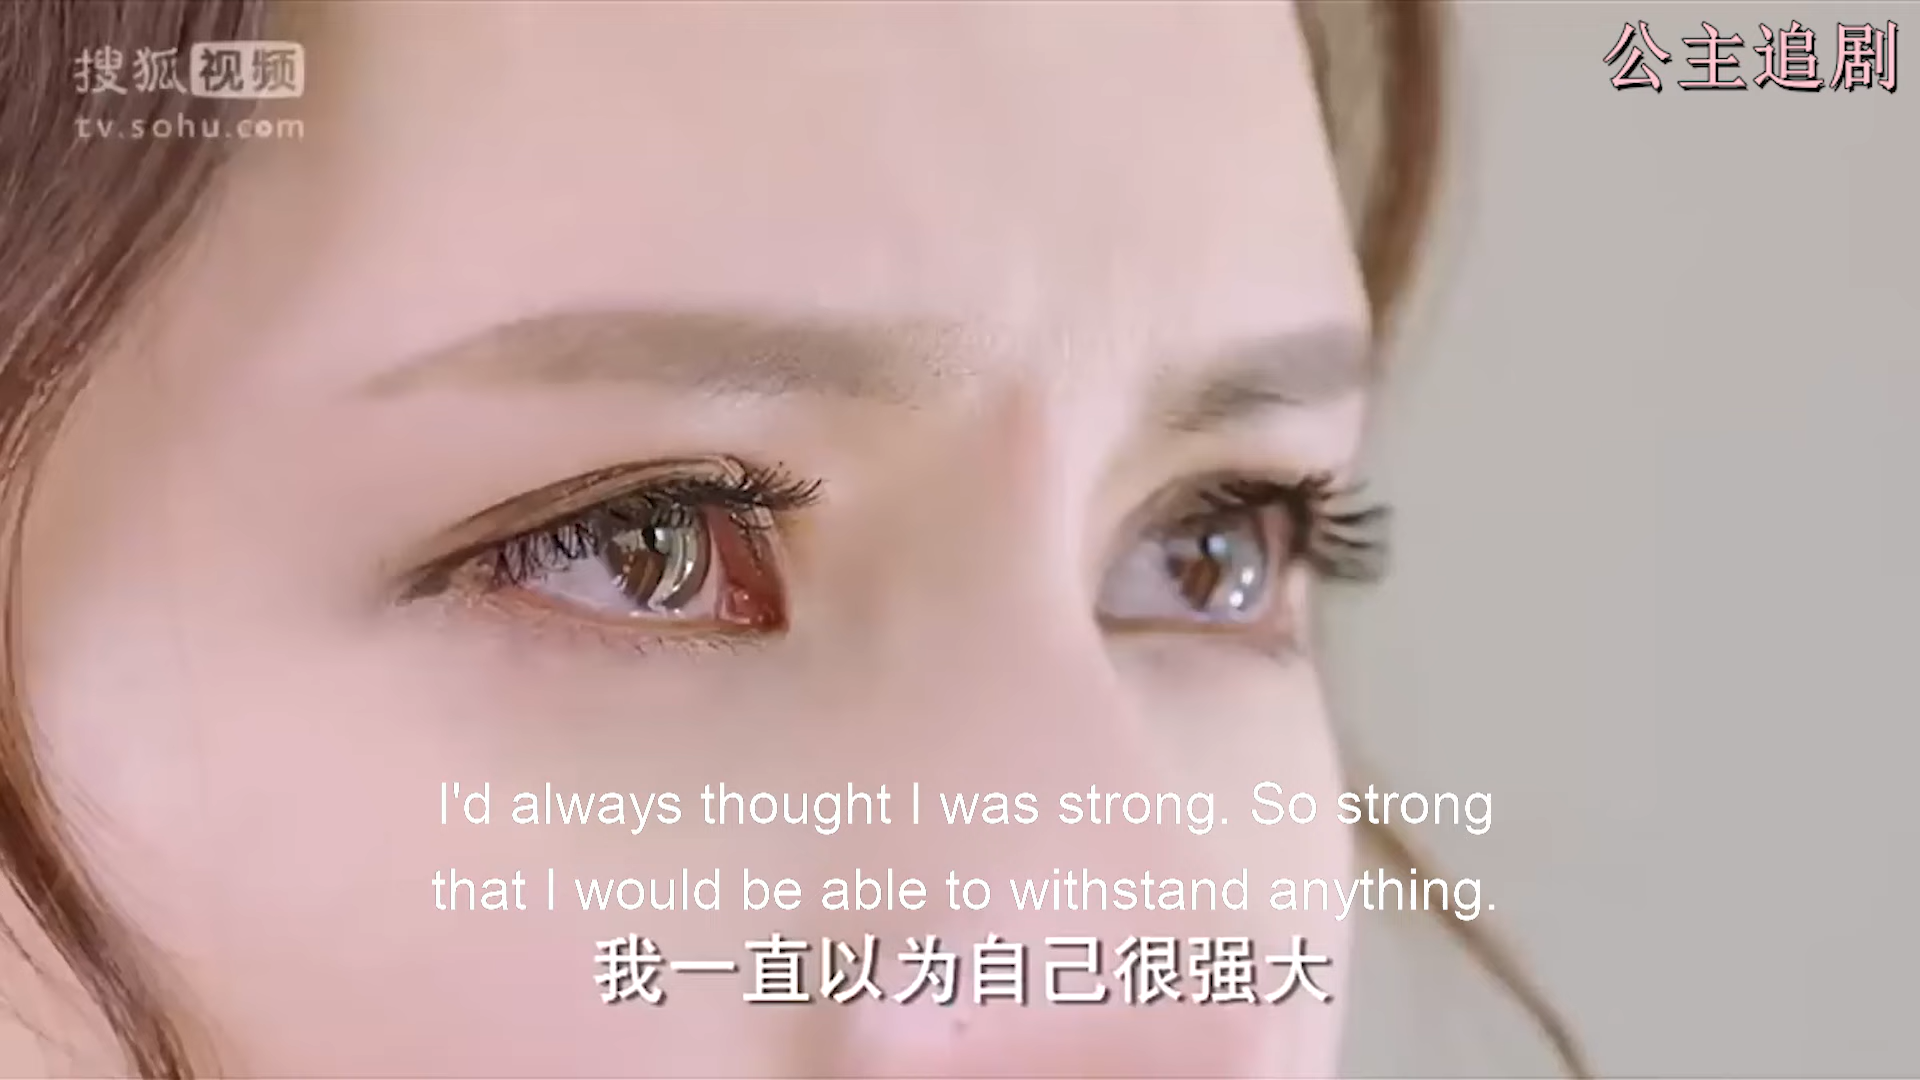 搜狐视频
tv.sohu.com
公主追剧
I'd always thought I was strong. So strong
that I would be able to withstand anything.
我一直以为自己很强大